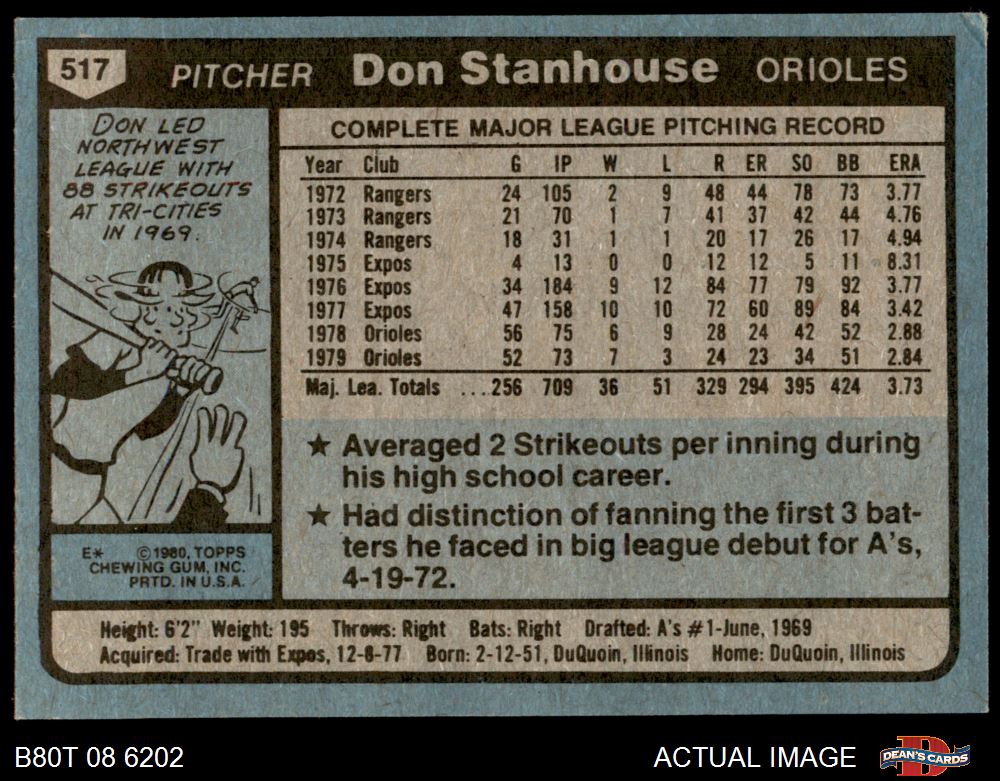 517 PITCHER Don Stanhouse ORIOLES
DON LED
NORTHWEST
LEAGUE WITH
88 STRIKEOUTS
AT TRI-CITIES
IN 1969.
COMPLETE MAJOR LEAGUE PITCHING RECORD
Year Club G IP W L R ER SO BB ERA
1972 Rangers 24 105 2 9 48 44 78 73 3.77
1973 Rangers 21 70 1 7 41 37 42 44 4.76
1974 Rangers 18 31 1 1 20 17 26 17 4.94
1975 Expos 4 13 0 0 12 12 5 11 8.31
1976 Expos 34 184 9 12 84 77 79 92 3.77
1977 Expos 47 158 10 10 72 60 89 84 3.42
1978 Orioles 56 75 6 9 28 24 42 52 2.88
1979 Orioles 52 73 7 3 24 23 34 51 2.84
Maj. Lea. Totals ...256 709 36 51 329 294 395 424 3.73
★ Averaged 2 Strikeouts per inning during
his high school career.
★ Had distinction of fanning the first 3 bat-
ters he faced in big league debut for A's,
4-19-72.
E* ©1980, TOPPS
CHEWING GUM, INC.
PRTD. IN U.S.A.
Height: 6'2" Weight: 195 Throws: Right Bats: Right Drafted: A's #1-June, 1969
Acquired: Trade with Expos, 12-8-77 Born: 2-12-51, DuQuoin, Illinois Home: DuQuoin, Illinois
B80T 08 6202 ACTUAL IMAGE DEAN'S CARDS